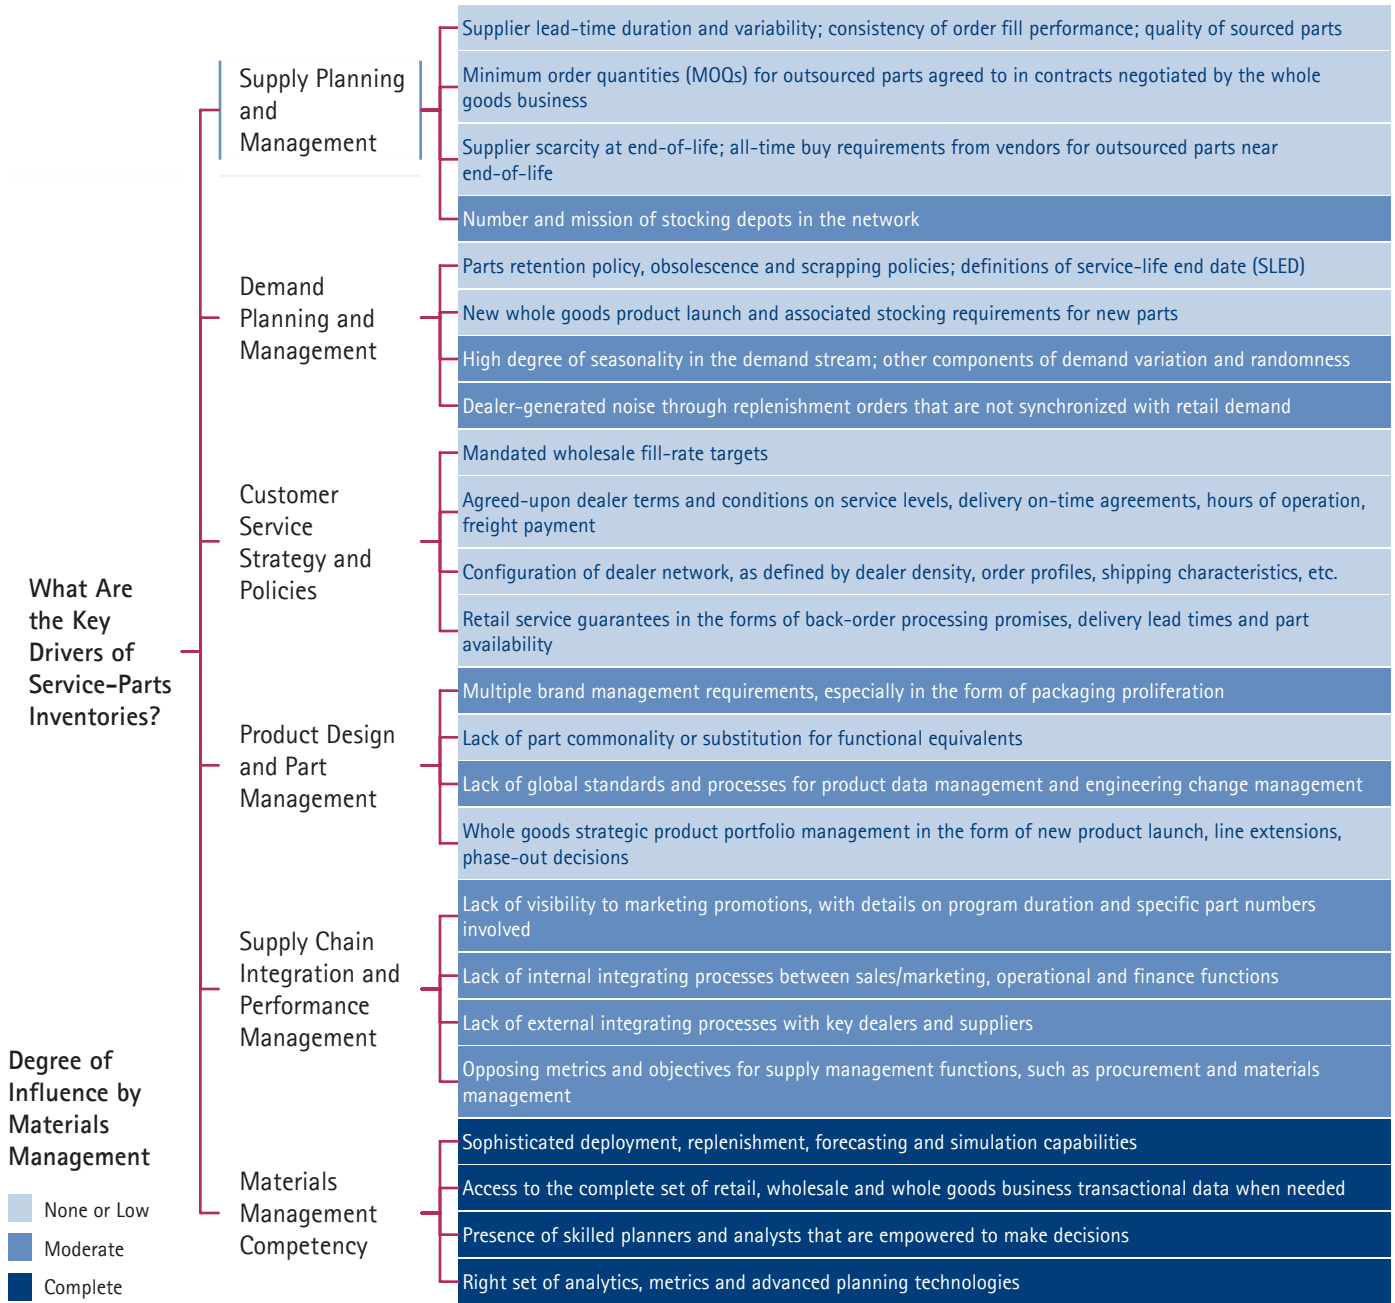 What Are
the Key
Drivers of
Service-Parts
Inventories?
Supply Planning
and
Management
Supplier lead-time duration and variability; consistency of order fill performance; quality of sourced parts
Minimum order quantities (MOQs) for outsourced parts agreed to in contracts negotiated by the whole
goods business
Supplier scarcity at end-of-life; all-time buy requirements from vendors for outsourced parts near
end-of-life
Number and mission of stocking depots in the network
Demand
Planning and
Management
Parts retention policy, obsolescence and scrapping policies; definitions of service-life end date (SLED)
New whole goods product launch and associated stocking requirements for new parts
High degree of seasonality in the demand stream; other components of demand variation and randomness
Dealer-generated noise through replenishment orders that are not synchronized with retail demand
Customer
Service
Strategy and
Policies
Mandated wholesale fill-rate targets
Agreed-upon dealer terms and conditions on service levels, delivery on-time agreements, hours of operation,
freight payment
Configuration of dealer network, as defined by dealer density, order profiles, shipping characteristics, etc.
Retail service guarantees in the forms of back-order processing promises, delivery lead times and part
availability
Product Design
and Part
Management
Multiple brand management requirements, especially in the form of packaging proliferation
Lack of part commonality or substitution for functional equivalents
Lack of global standards and processes for product data management and engineering change management
Whole goods strategic product portfolio management in the form of new product launch, line extensions,
phase-out decisions
Supply Chain
Integration and
Performance
Management
Lack of visibility to marketing promotions, with details on program duration and specific part numbers
involved
Lack of internal integrating processes between sales/marketing, operational and finance functions
Lack of external integrating processes with key dealers and suppliers
Opposing metrics and objectives for supply management functions, such as procurement and materials
management
Materials
Management
Competency
Sophisticated deployment, replenishment, forecasting and simulation capabilities
Access to the complete set of retail, wholesale and whole goods business transactional data when needed
Presence of skilled planners and analysts that are empowered to make decisions
Right set of analytics, metrics and advanced planning technologies
Degree of
Influence by
Materials
Management
None or Low
Moderate
Complete